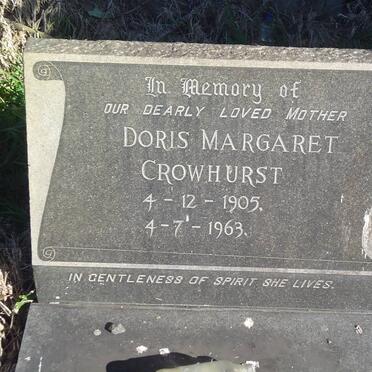 In Memory of
OUR DEARLY LOVED MOTHER
DORIS MARGARET
CROWHURST
4 - 12 - 1905.
4 - 7 - 1963.
IN GENTLENESS OF SPIRIT SHE LIVES.